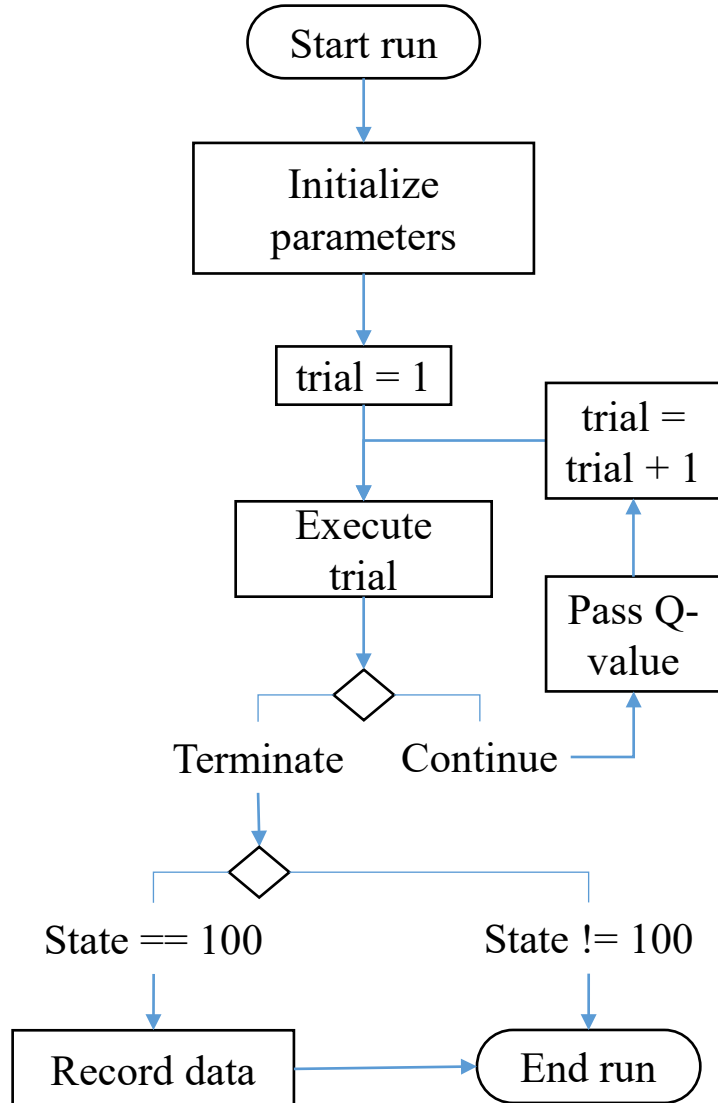 Start run
Initialize
parameters
trial = 1
trial =
trial + 1
Execute
trial
Pass Q-
value
Terminate
Continue
State == 100
State != 100
Record data
End run